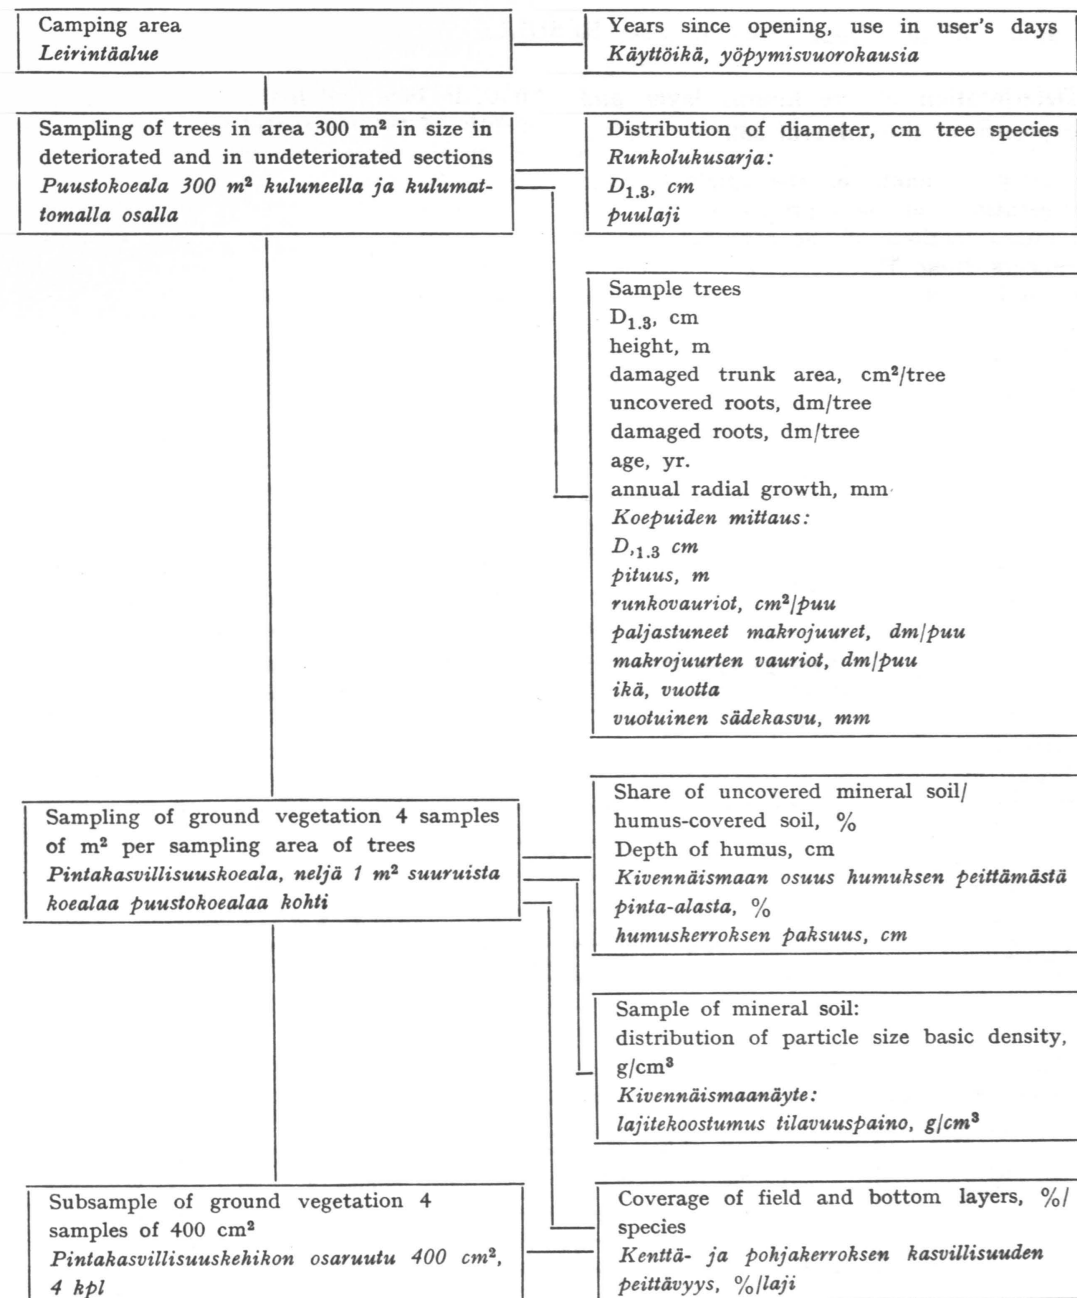 Camping area
Leirintäalue
Years since opening, use in user's days
Käyttöikä, yöpymisvuorokausia
Sampling of trees in area 300 m² in size in
deteriorated and in undeteriorated sections
Puustokoeala 300 m² kuluneella ja kulumat-
tomalla osalla
Distribution of diameter, cm tree species
Runkolukusarja:
D₁.₃, cm
puulaji
Sample trees
D₁.₃, cm
height, m
damaged trunk area, cm²/tree
uncovered roots, dm/tree
damaged roots, dm/tree
age, yr.
annual radial growth, mm
Koepuiden mittaus:
D,₁.₃ cm
pituus, m
runkovauriot, cm²/puu
paljastuneet makrojuuret, dm/puu
makrojuurten vauriot, dm/puu
ikä, vuotta
vuotuinen sädekasvu, mm
Sampling of ground vegetation 4 samples
of m² per sampling area of trees
Pintakasvillisuuskoeala, neljä 1 m² suuruista
koealaa puustokoealaa kohti
Share of uncovered mineral soil/
humus-covered soil, %
Depth of humus, cm
Kivennäismaan osuus humuksen peittämästä
pinta-alasta, %
humuskerroksen paksuus, cm
Sample of mineral soil:
distribution of particle size basic density,
g/cm³
Kivennäismaanäyte:
lajitekoostumus tilavuuspaino, g/cm³
Subsample of ground vegetation 4
samples of 400 cm²
Pintakasvillisuuskehikon osaruutu 400 cm²,
4 kpl
Coverage of field and bottom layers, %/
species
Kenttä- ja pohjakerroksen kasvillisuuden
peittävyys, %/laji